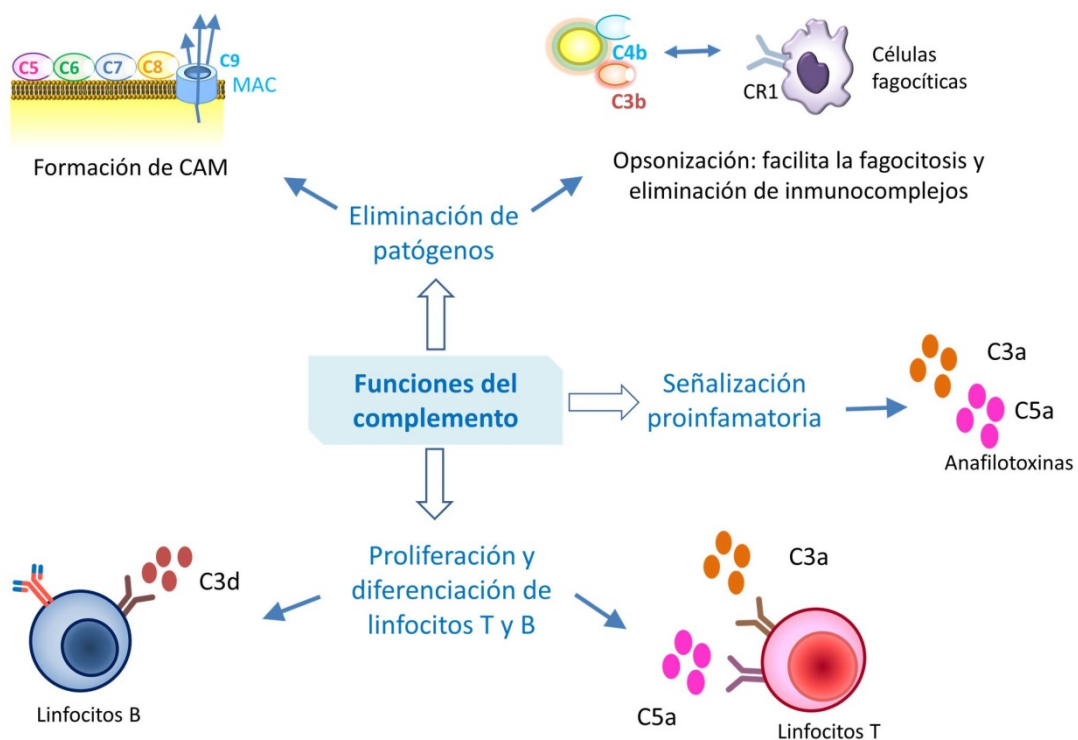 C5 C6 C7 C8 C9
MAC
Formación de CAM
C4b
C3b
CR1
Células
fagocíticas
Opsonización: facilita la fagocitosis y
eliminación de inmunocomplejos
Eliminación de
patógenos
Funciones del
complemento
Señalización
proinfamatoria
C3a
C5a
Anafilotoxinas
Proliferación y
diferenciación de
linfocitos T y B
C3d
Linfocitos B
C3a
C5a
Linfocitos T